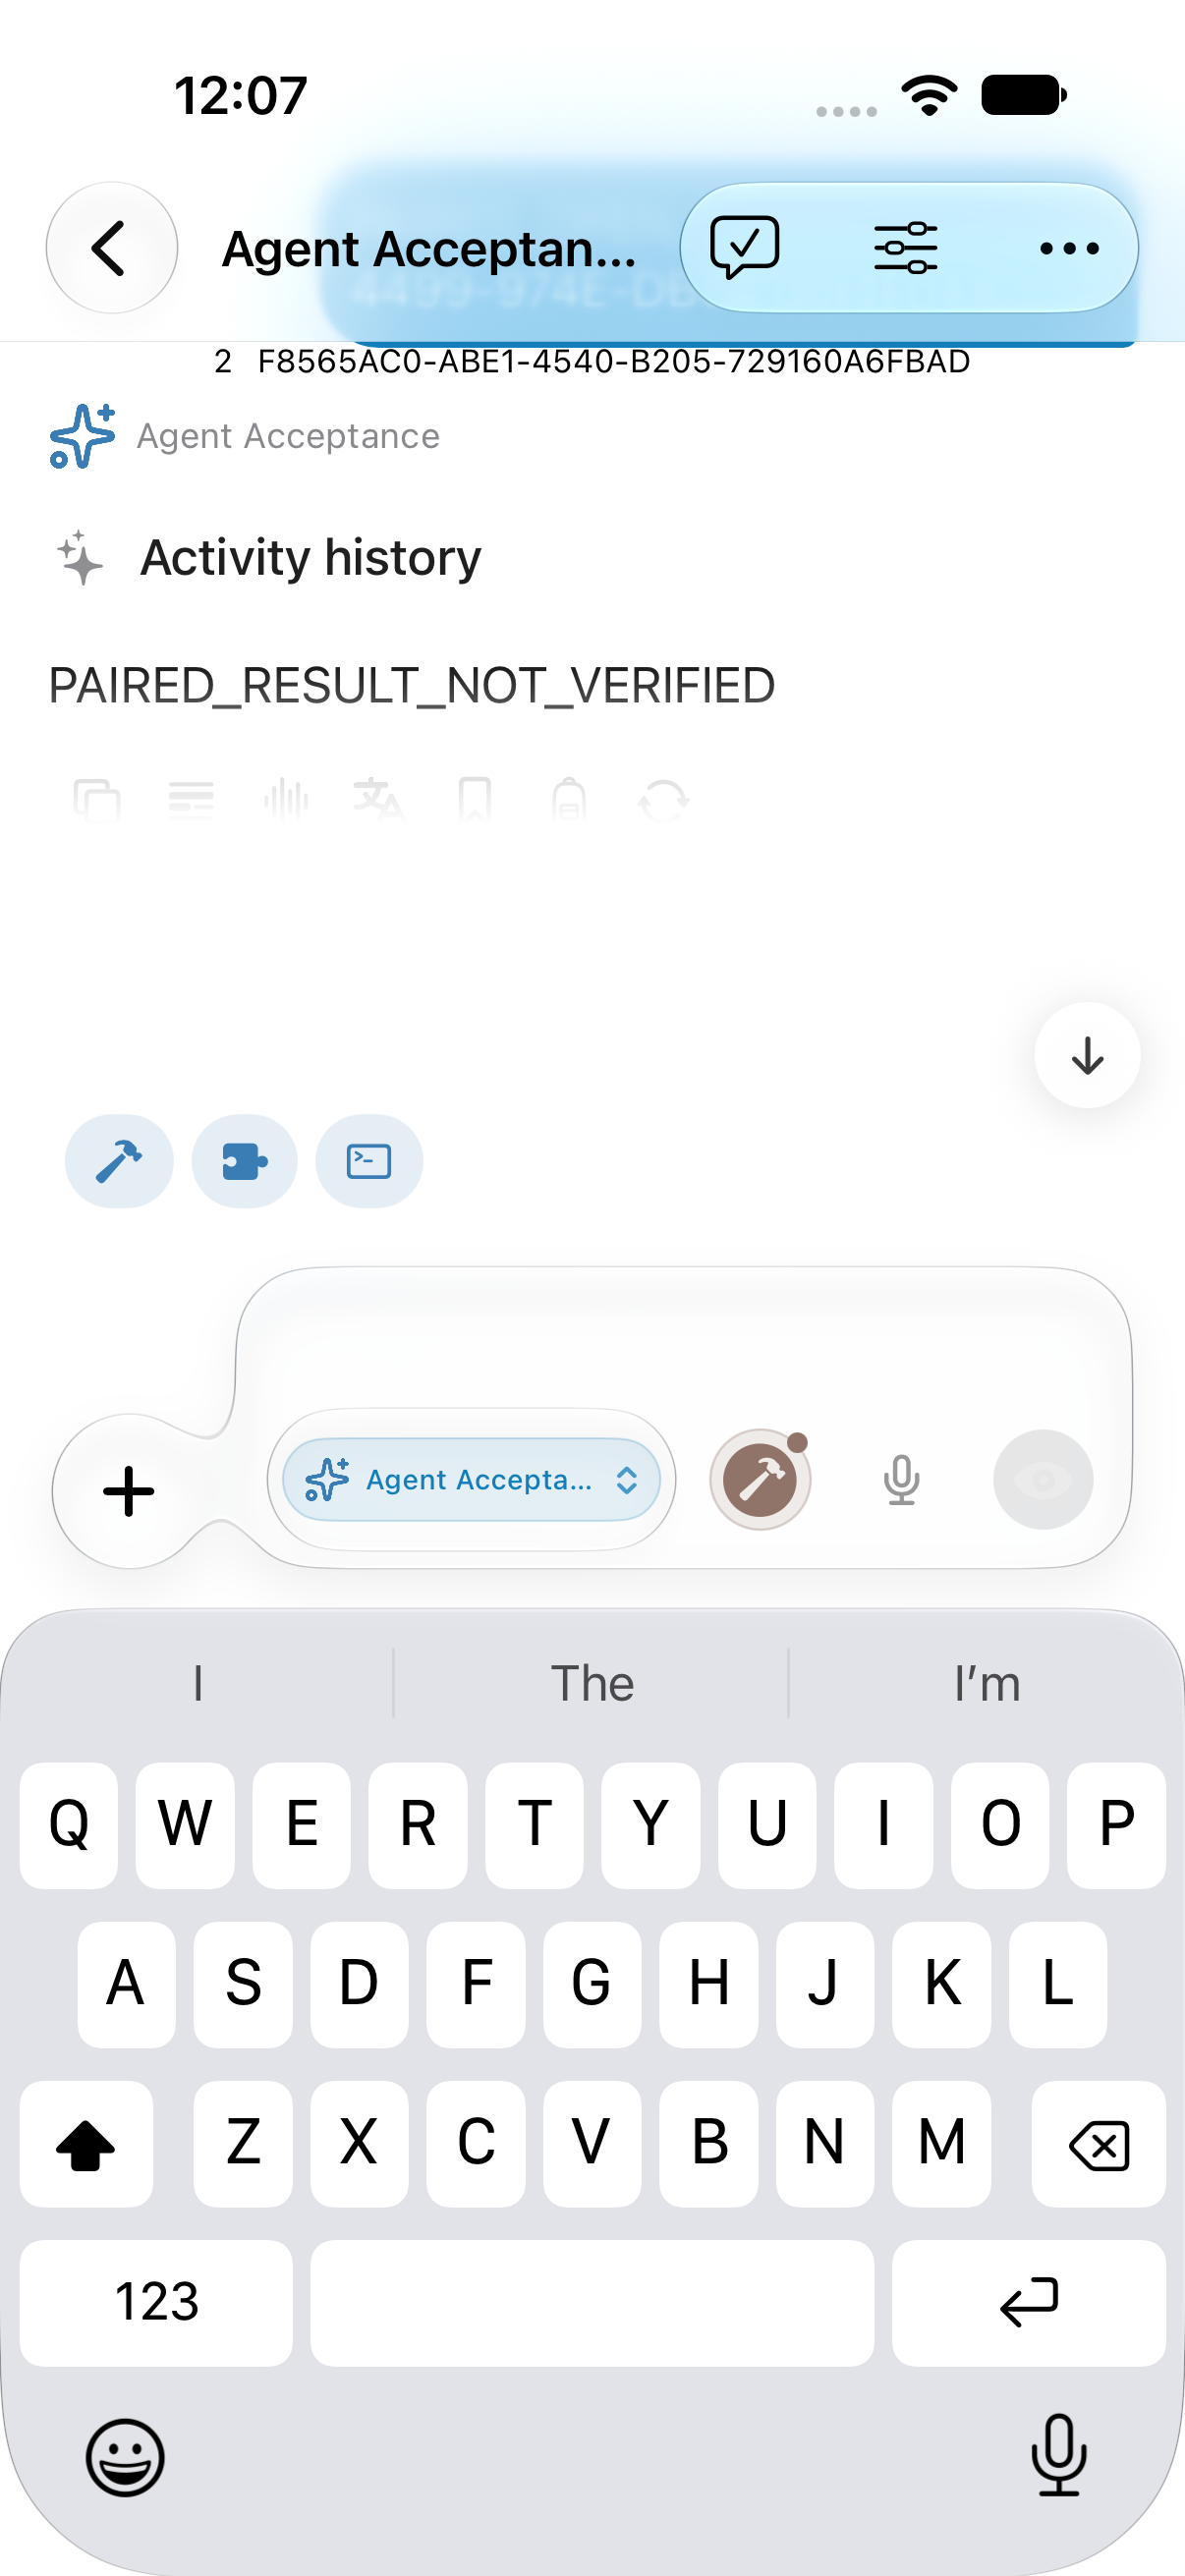 12:07
Agent Acceptan...
2 F8565AC0-ABE1-4540-B205-729160A6FBAD
Agent Acceptance
Activity history
PAIRED_RESULT_NOT_VERIFIED
Agent Accepta...
I The I'm
Q W E R T Y U I O P
A S D F G H J K L
Z X C V B N M
123